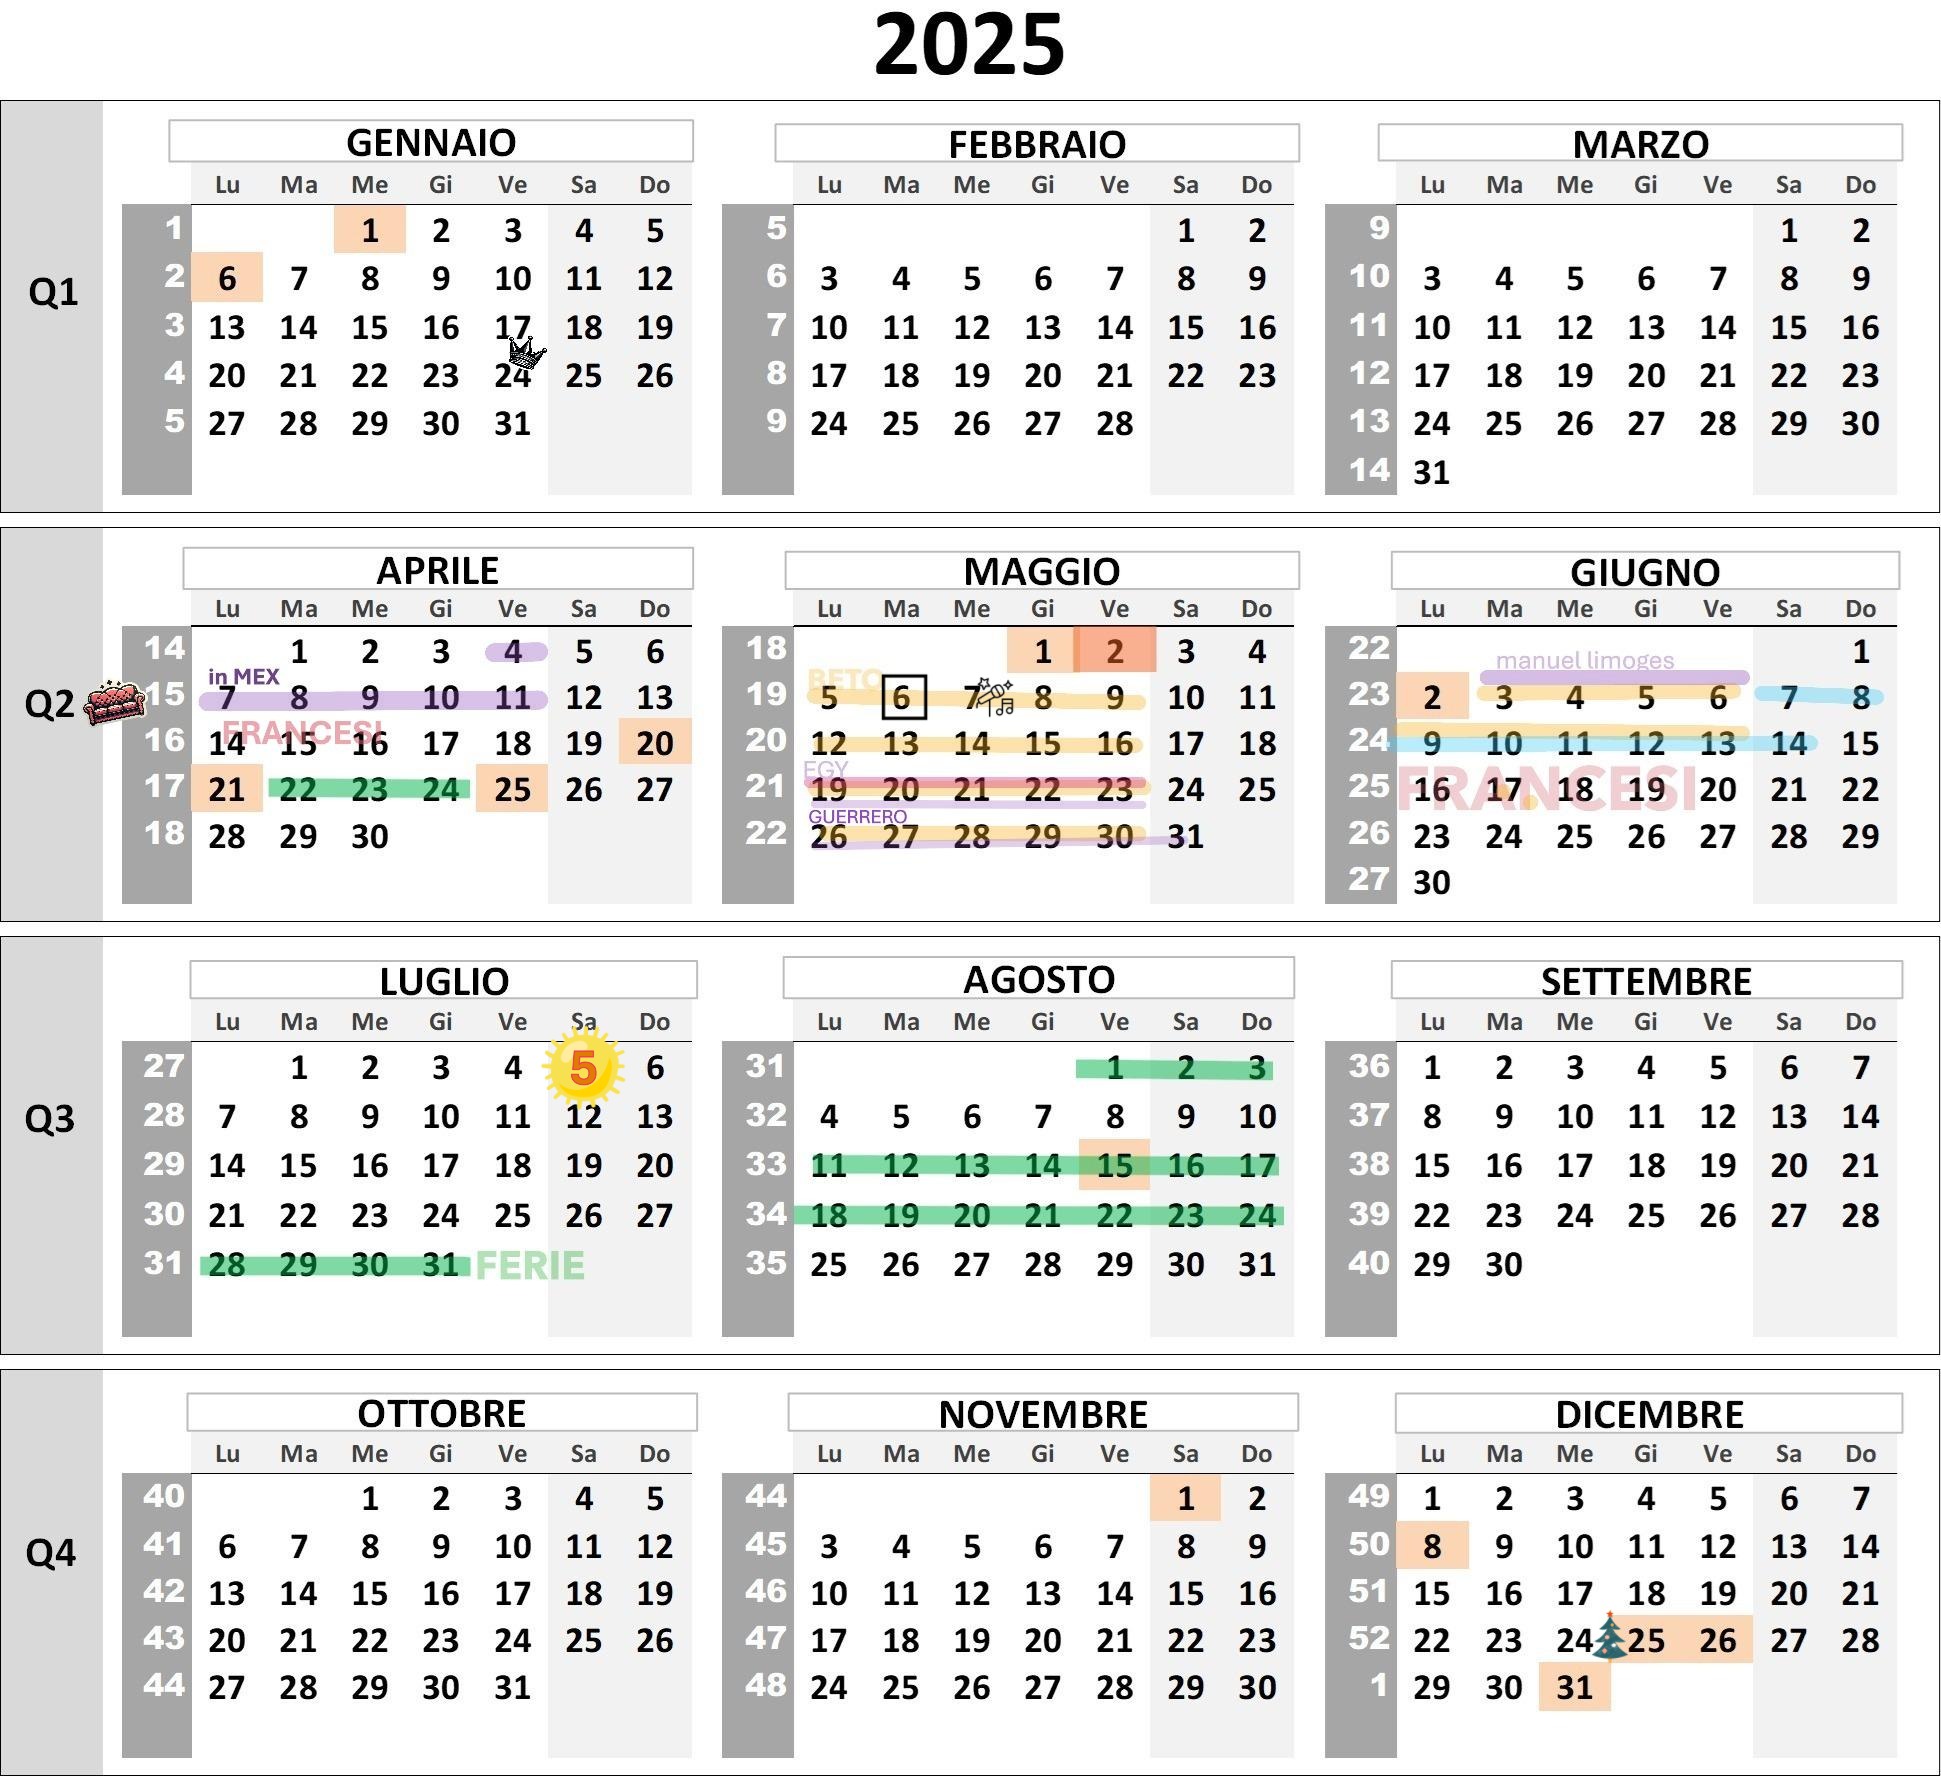 2025
Q1
GENNAIO
Lu Ma Me Gi Ve Sa Do
1 1 2 3 4 5
2 6 7 8 9 10 11 12
3 13 14 15 16 17 18 19
4 20 21 22 23 24 25 26
5 27 28 29 30 31
FEBBRAIO
Lu Ma Me Gi Ve Sa Do
5 1 2
6 3 4 5 6 7 8 9
7 10 11 12 13 14 15 16
8 17 18 19 20 21 22 23
9 24 25 26 27 28
MARZO
Lu Ma Me Gi Ve Sa Do
9 1 2
10 3 4 5 6 7 8 9
11 10 11 12 13 14 15 16
12 17 18 19 20 21 22 23
13 24 25 26 27 28 29 30
14 31
Q2
APRILE
Lu Ma Me Gi Ve Sa Do
14 1 2 3 4 5 6
in MEX
15 7 8 9 10 11 12 13
FRANCESI
16 14 15 16 17 18 19 20
17 21 22 23 24 25 26 27
18 28 29 30
MAGGIO
Lu Ma Me Gi Ve Sa Do
18 1 2 3 4
BETO
19 5 6 7 8 9 10 11
20 12 13 14 15 16 17 18
EGY
21 19 20 21 22 23 24 25
GUERRERO
22 26 27 28 29 30 31
GIUGNO
Lu Ma Me Gi Ve Sa Do
22 1
manuel limoges
23 2 3 4 5 6 7 8
24 9 10 11 12 13 14 15
FRANCESI
25 16 17 18 19 20 21 22
26 23 24 25 26 27 28 29
27 30
Q3
LUGLIO
Lu Ma Me Gi Ve Sa Do
27 1 2 3 4 5 6
28 7 8 9 10 11 12 13
29 14 15 16 17 18 19 20
30 21 22 23 24 25 26 27
31 28 29 30 31 FERIE
AGOSTO
Lu Ma Me Gi Ve Sa Do
31 1 2 3
32 4 5 6 7 8 9 10
33 11 12 13 14 15 16 17
34 18 19 20 21 22 23 24
35 25 26 27 28 29 30 31
SETTEMBRE
Lu Ma Me Gi Ve Sa Do
36 1 2 3 4 5 6 7
37 8 9 10 11 12 13 14
38 15 16 17 18 19 20 21
39 22 23 24 25 26 27 28
40 29 30
Q4
OTTOBRE
Lu Ma Me Gi Ve Sa Do
40 1 2 3 4 5
41 6 7 8 9 10 11 12
42 13 14 15 16 17 18 19
43 20 21 22 23 24 25 26
44 27 28 29 30 31
NOVEMBRE
Lu Ma Me Gi Ve Sa Do
44 1 2
45 3 4 5 6 7 8 9
46 10 11 12 13 14 15 16
47 17 18 19 20 21 22 23
48 24 25 26 27 28 29 30
DICEMBRE
Lu Ma Me Gi Ve Sa Do
49 1 2 3 4 5 6 7
50 8 9 10 11 12 13 14
51 15 16 17 18 19 20 21
52 22 23 24 25 26 27 28
1 29 30 31